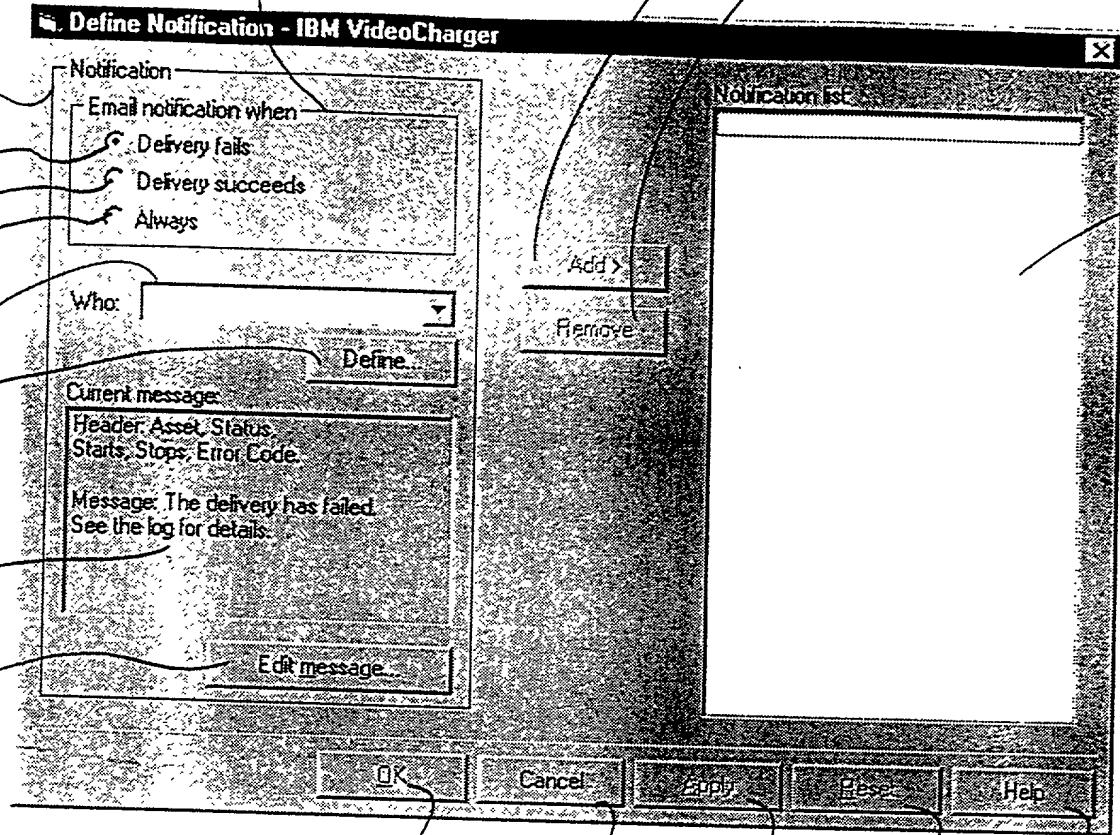 Define Notification - IBM VideoCharger
Notification
Email notification when
Delivery fails
Delivery succeeds
Always
Who:
Define...
Current message:
Header, Asset, Status,
Starts, Stops, Error Code.
Message: The delivery has failed.
See the log for details.
Edit message...
Add >
Remove
Notification list:
OK
Cancel
Apply
Reset
Help